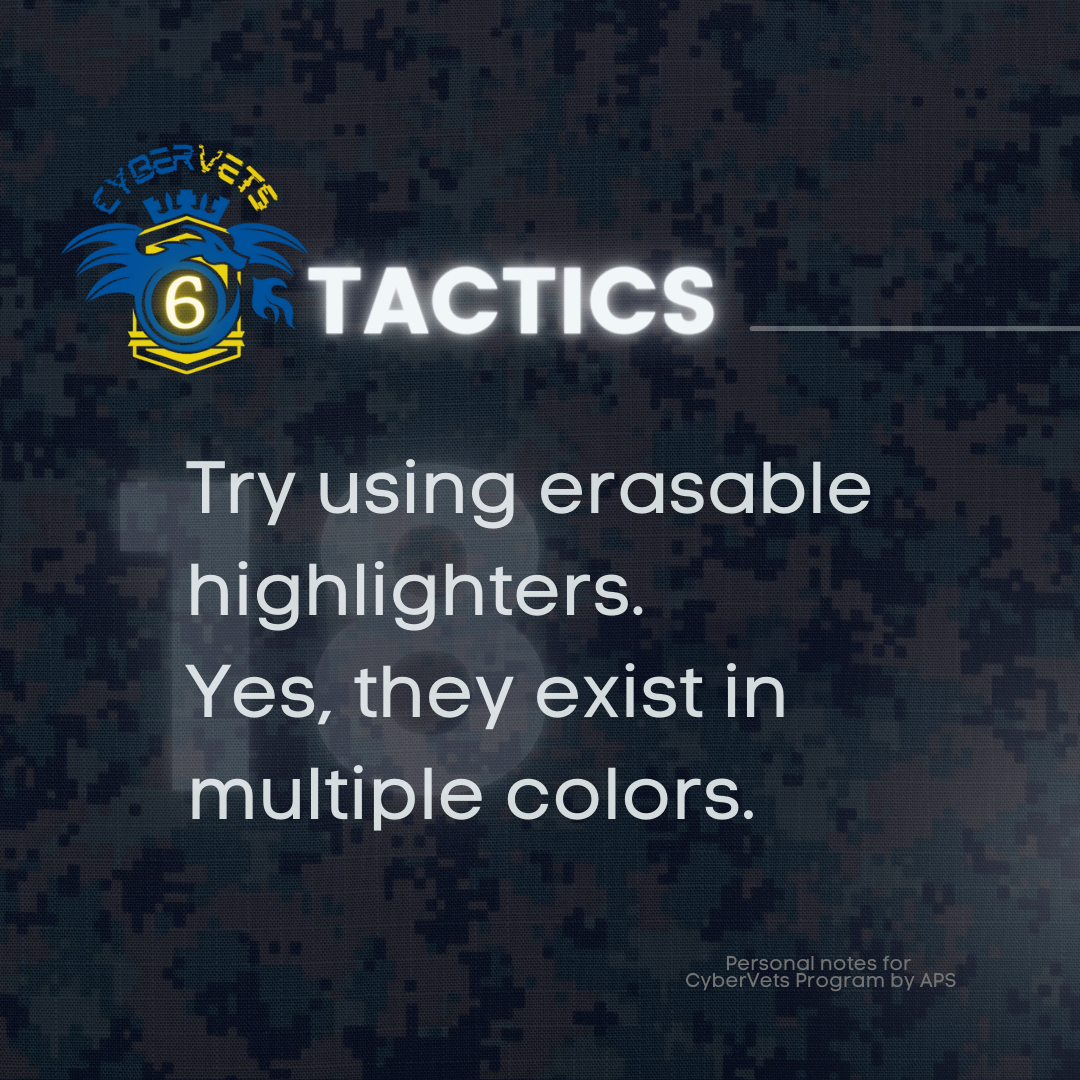 CYBERVETS
6
TACTICS
18
Try using erasable
highlighters.
Yes, they exist in
multiple colors.
Personal notes for
CyberVets Program by APS